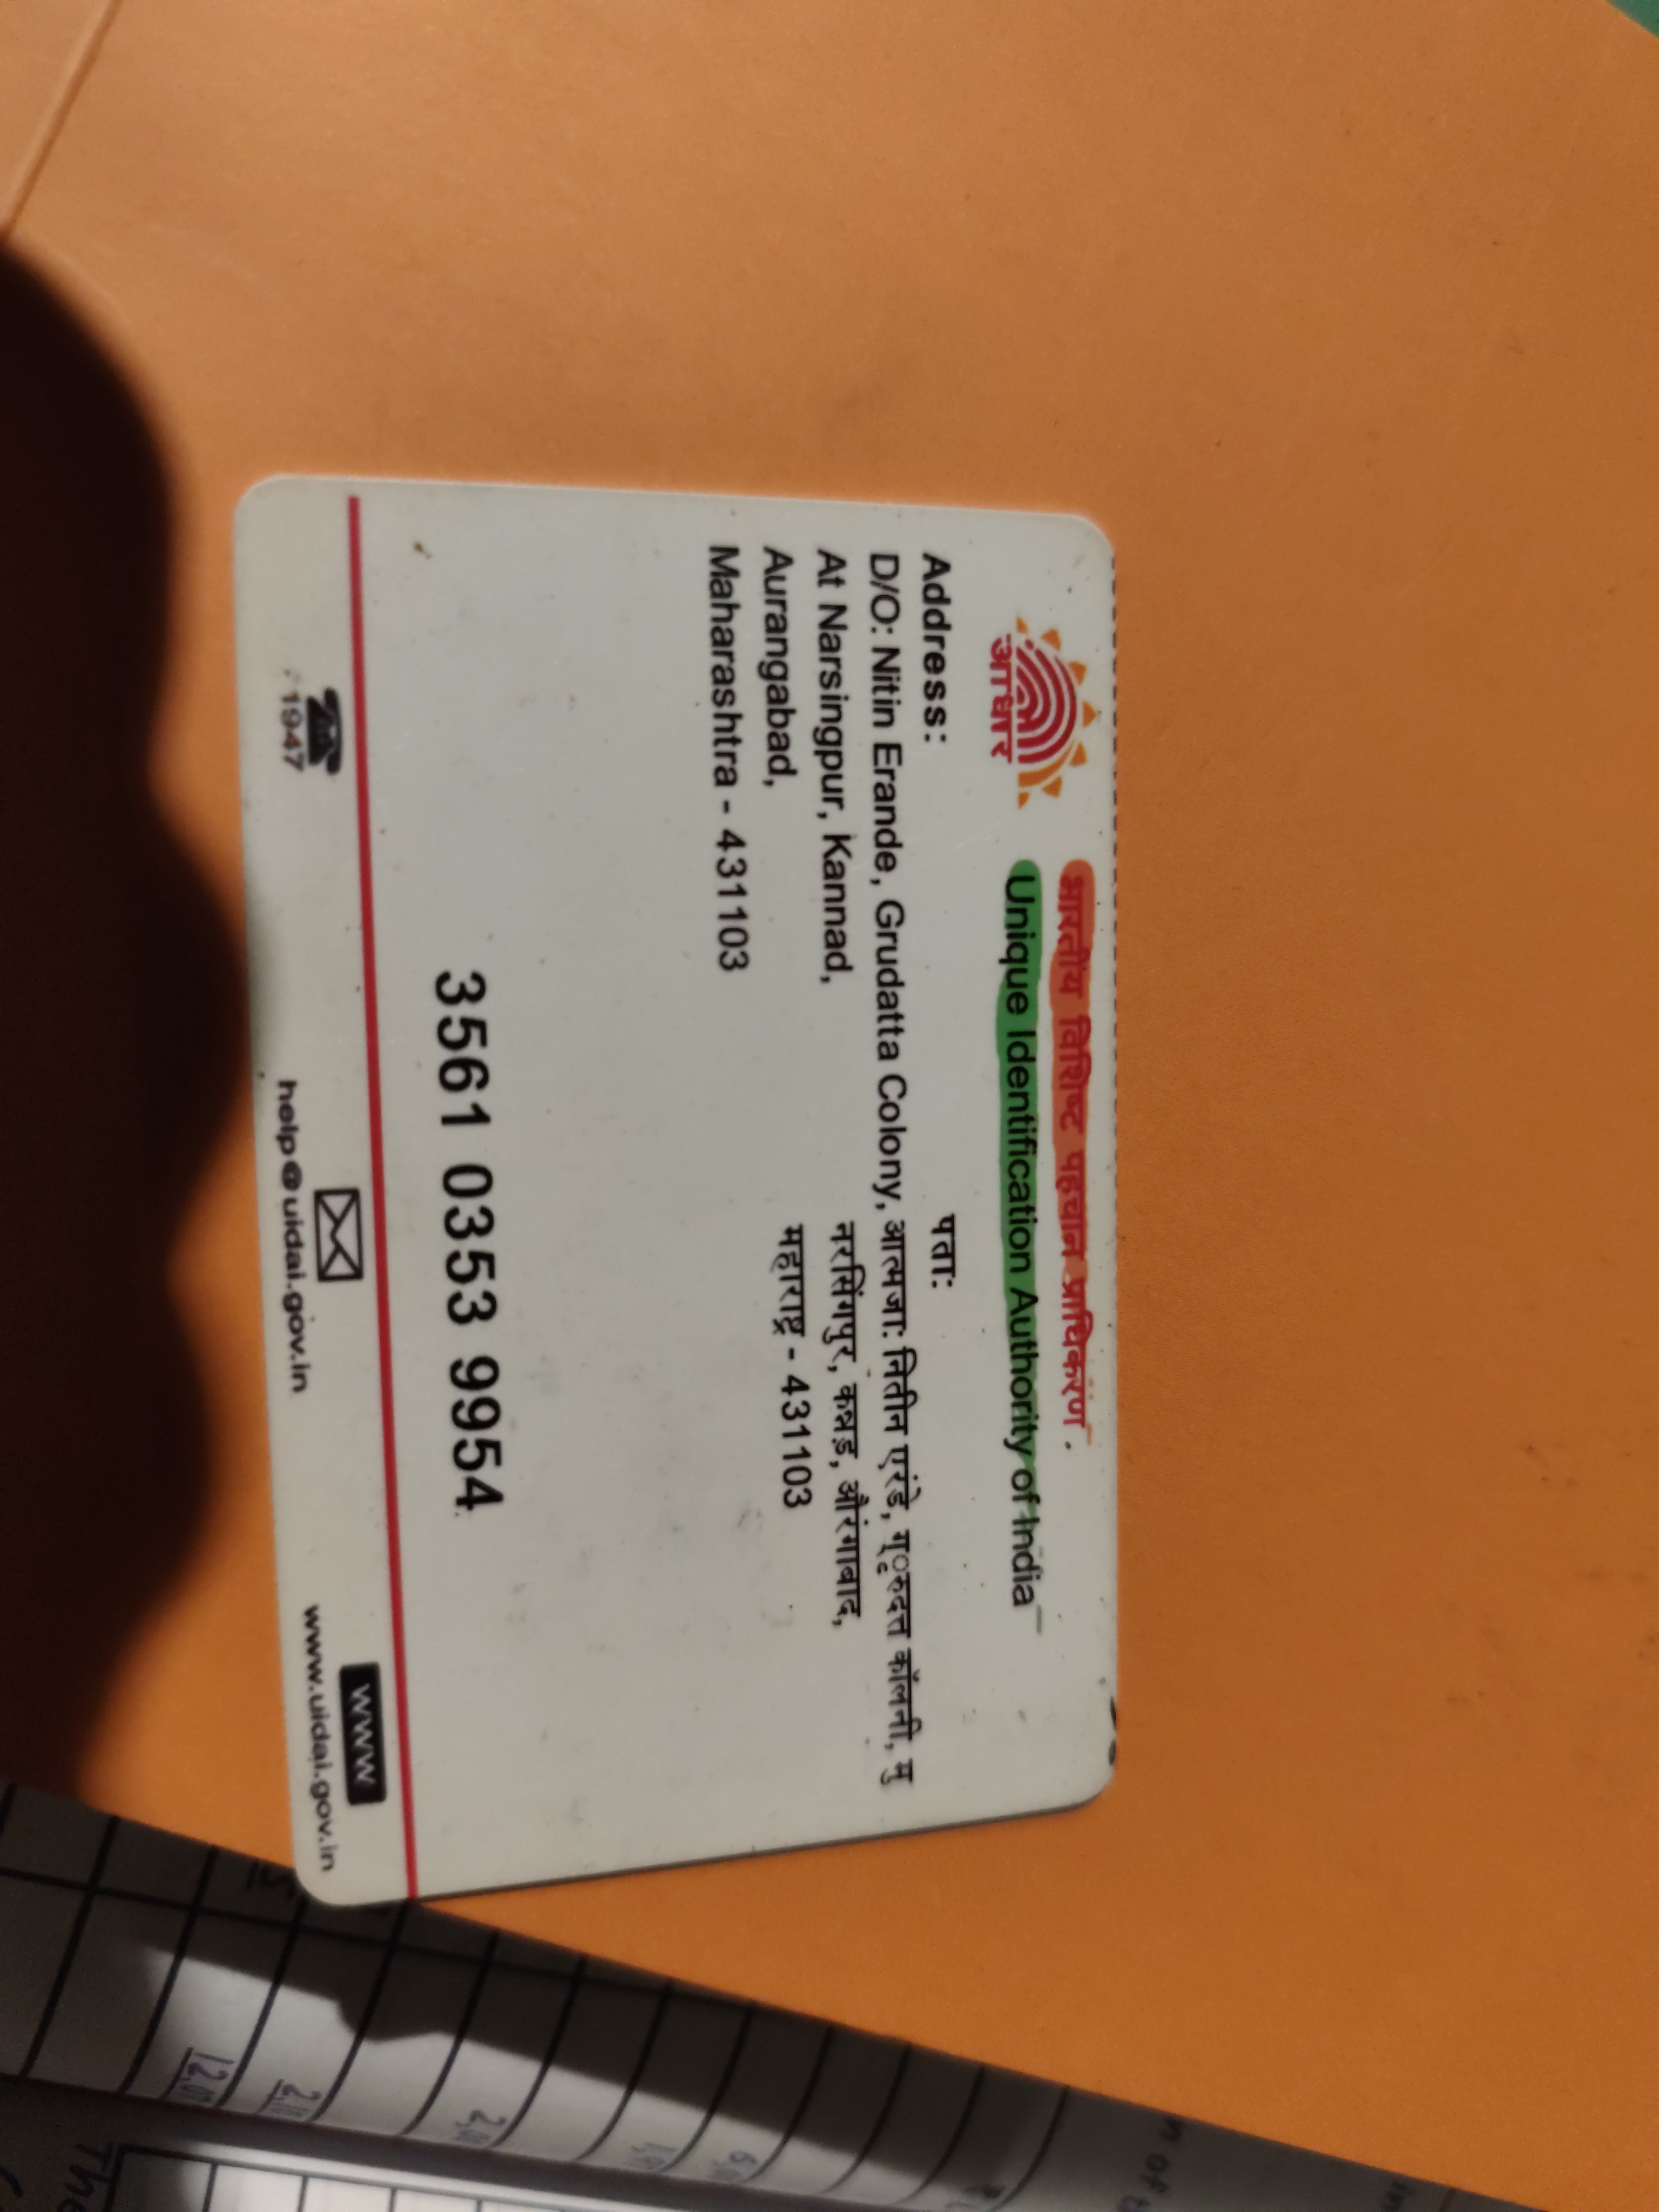 आधार
भारतीय विशिष्ट पहचान प्राधिकरण
Unique Identification Authority of India
Address:
D/O: Nitin Erande, Grudatta Colony,
At Narsingpur, Kannad,
Aurangabad,
Maharashtra - 431103
पता:
आत्मजा: नितीन एरंडे, ग्ृरुदत्त कॉलनी, मु
नरसिंगपुर, कन्नड़, औरंगाबाद,
महाराष्ट्र - 431103
3561 0353 9954
1947
help@uidai.gov.in
www
www.uidai.gov.in